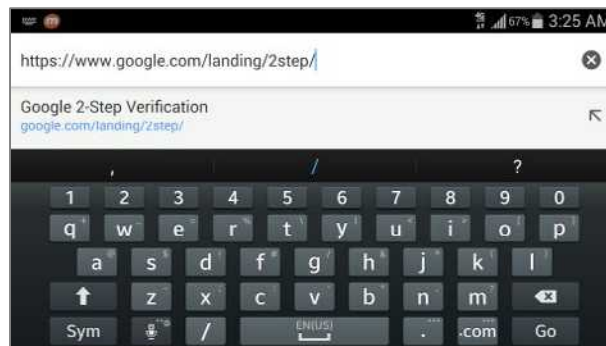 67% 3:25 AM
https://www.google.com/landing/2step/
Google 2-Step Verification
google.com/landing/2step/
, / ?
1 2 3 4 5 6 7 8 9 0
q w e r t y u i o p
a s d f g h j k l
z x c v b n m
EN(US)
Sym / . .com Go